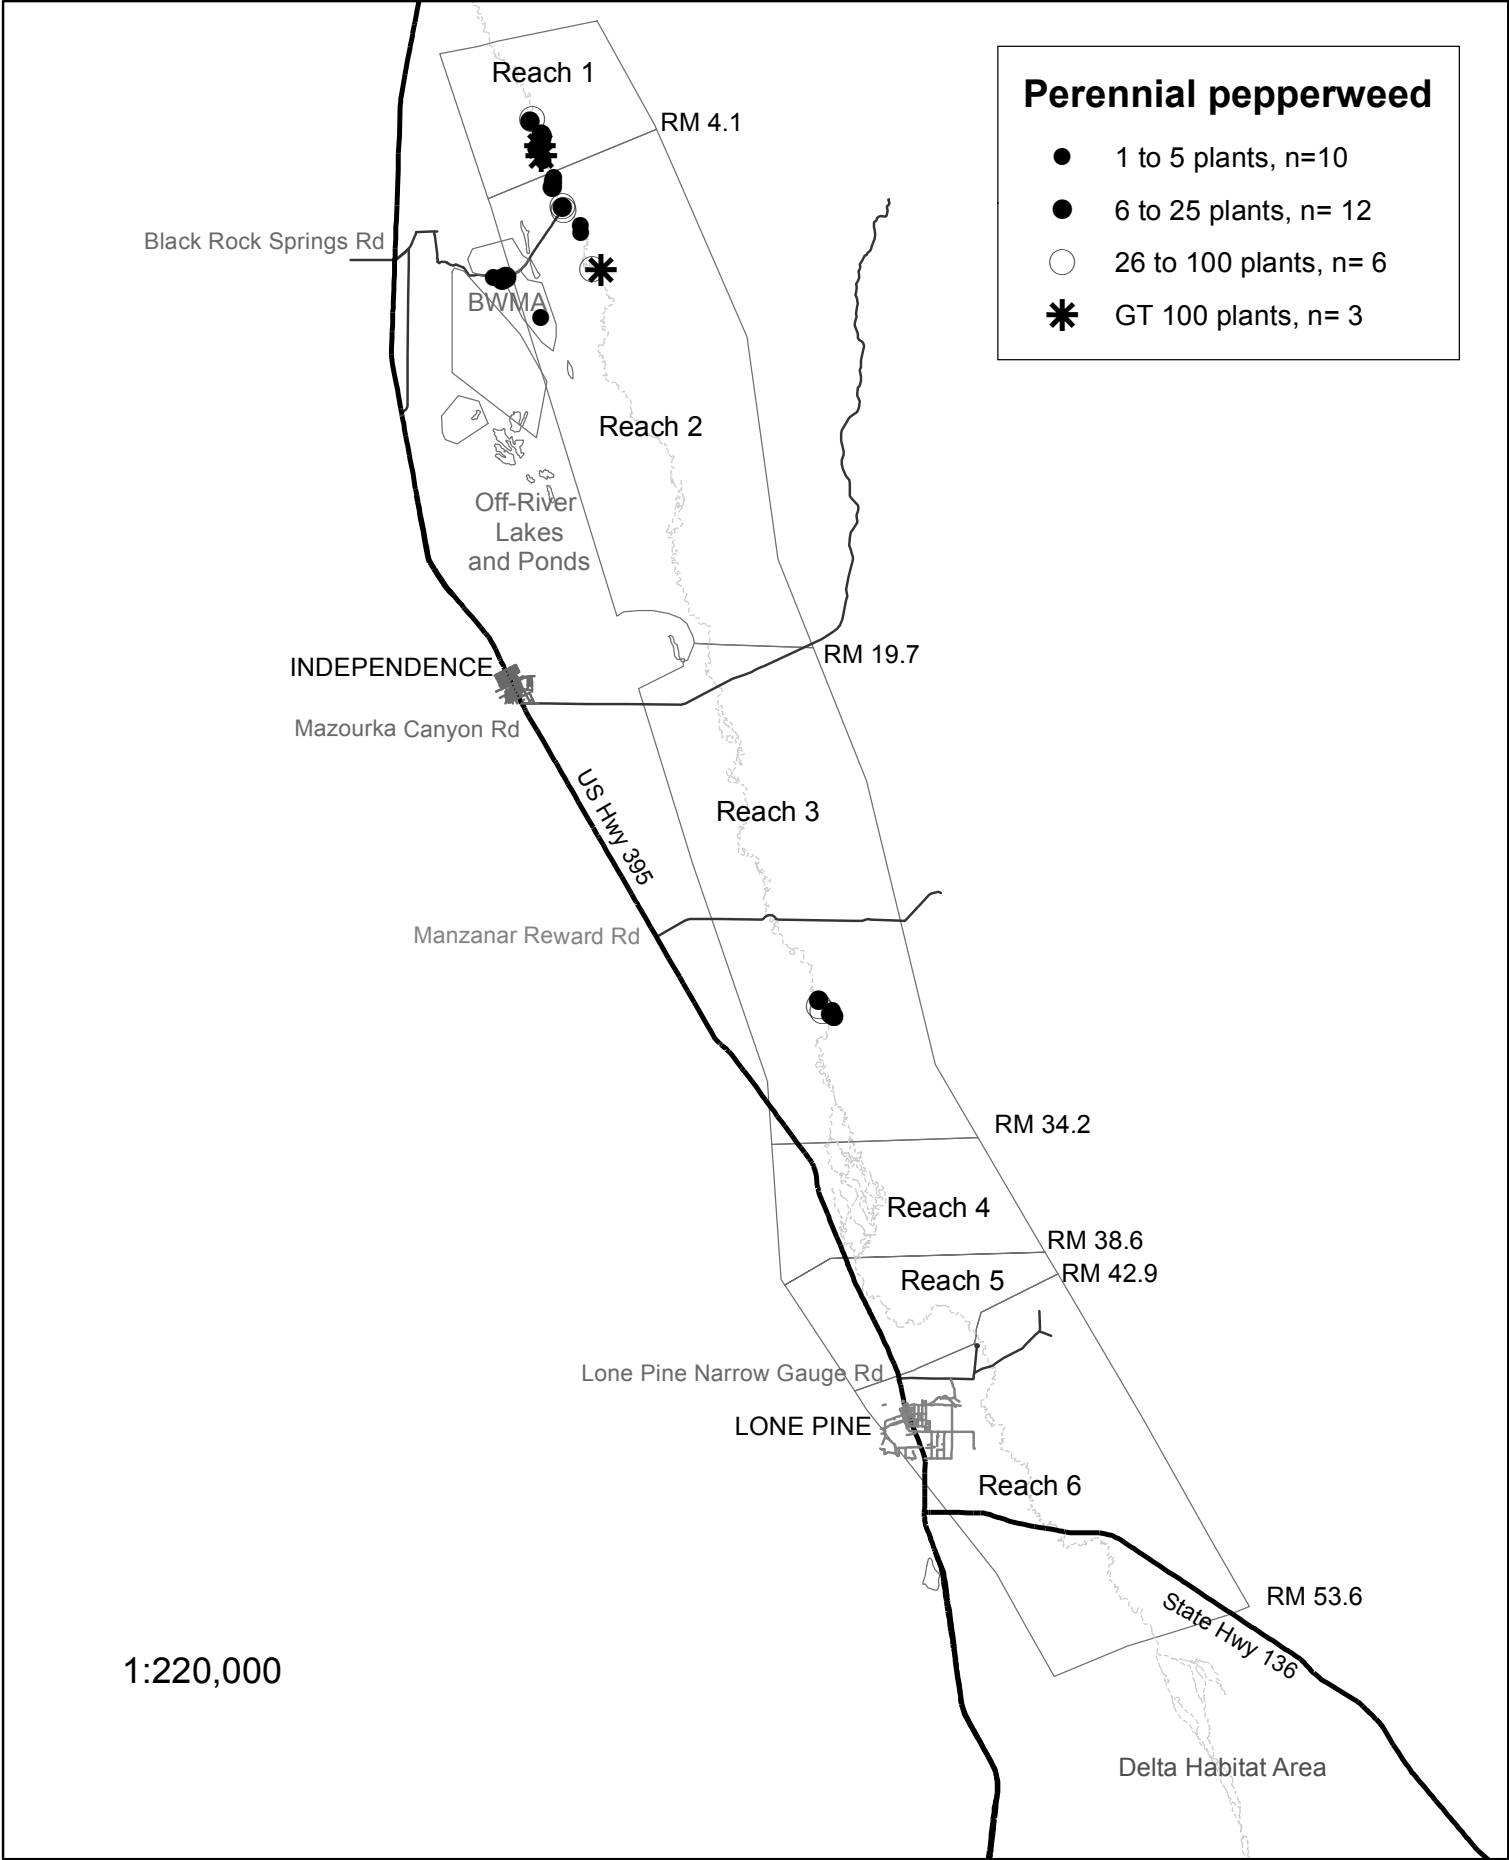 Reach 1
Perennial pepperweed
RM 4.1
1 to 5 plants, n=10
6 to 25 plants, n= 12
Black Rock Springs Rd
26 to 100 plants, n= 6
BWMA
GT 100 plants, n= 3
Reach 2
Off-River
Lakes
and Ponds
RM 19.7
INDEPENDENCE
Mazourka Canyon Rd
US Hwy 395
Reach 3
Manzanar Reward Rd
RM 34.2
Reach 4
RM 38.6
RM 42.9
Reach 5
Lone Pine Narrow Gauge Rd
LONE PINE
Reach 6
RM 53.6
State Hwy 136
1:220,000
Delta Habitat Area